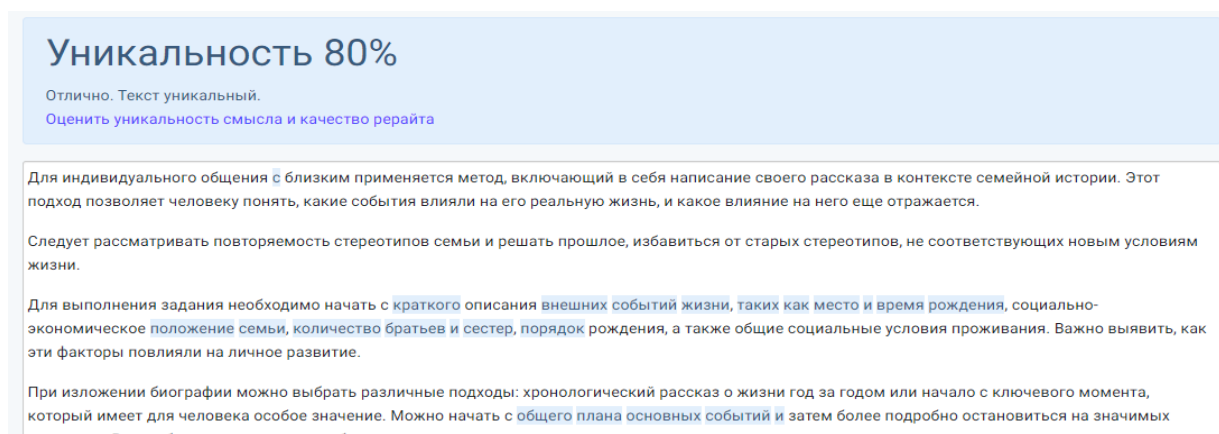 Уникальность 80%
Отлично. Текст уникальный.
Оценить уникальность смысла и качество рерайта
Для индивидуального общения с близким применяется метод, включающий в себя написание своего рассказа в контексте семейной истории. Этот
подход позволяет человеку понять, какие события влияли на его реальную жизнь, и какое влияние на него еще отражается.
Следует рассматривать повторяемость стереотипов семьи и решать прошлое, избавиться от старых стереотипов, не соответствующих новым условиям
жизни.
Для выполнения задания необходимо начать с краткого описания внешних событий жизни, таких как место и время рождения, социально-
экономическое положение семьи, количество братьев и сестер, порядок рождения, а также общие социальные условия проживания. Важно выявить, как
эти факторы повлияли на личное развитие.
При изложении биографии можно выбрать различные подходы: хронологический рассказ о жизни год за годом или начало с ключевого момента,
который имеет для человека особое значение. Можно начать с общего плана основных событий и затем более подробно остановиться на значимых